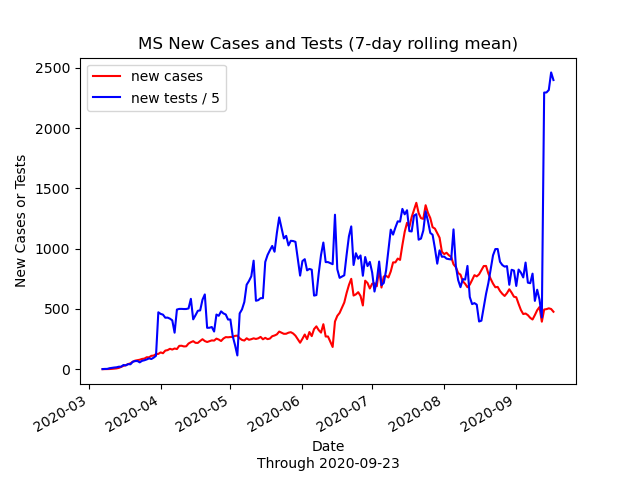 MS New Cases and Tests (7-day rolling mean)
new cases
new tests / 5
New Cases or Tests
2500
2000
1500
1000
500
0
2020-03
2020-04
2020-05
2020-06
2020-07
2020-08
2020-09
Date
Through 2020-09-23